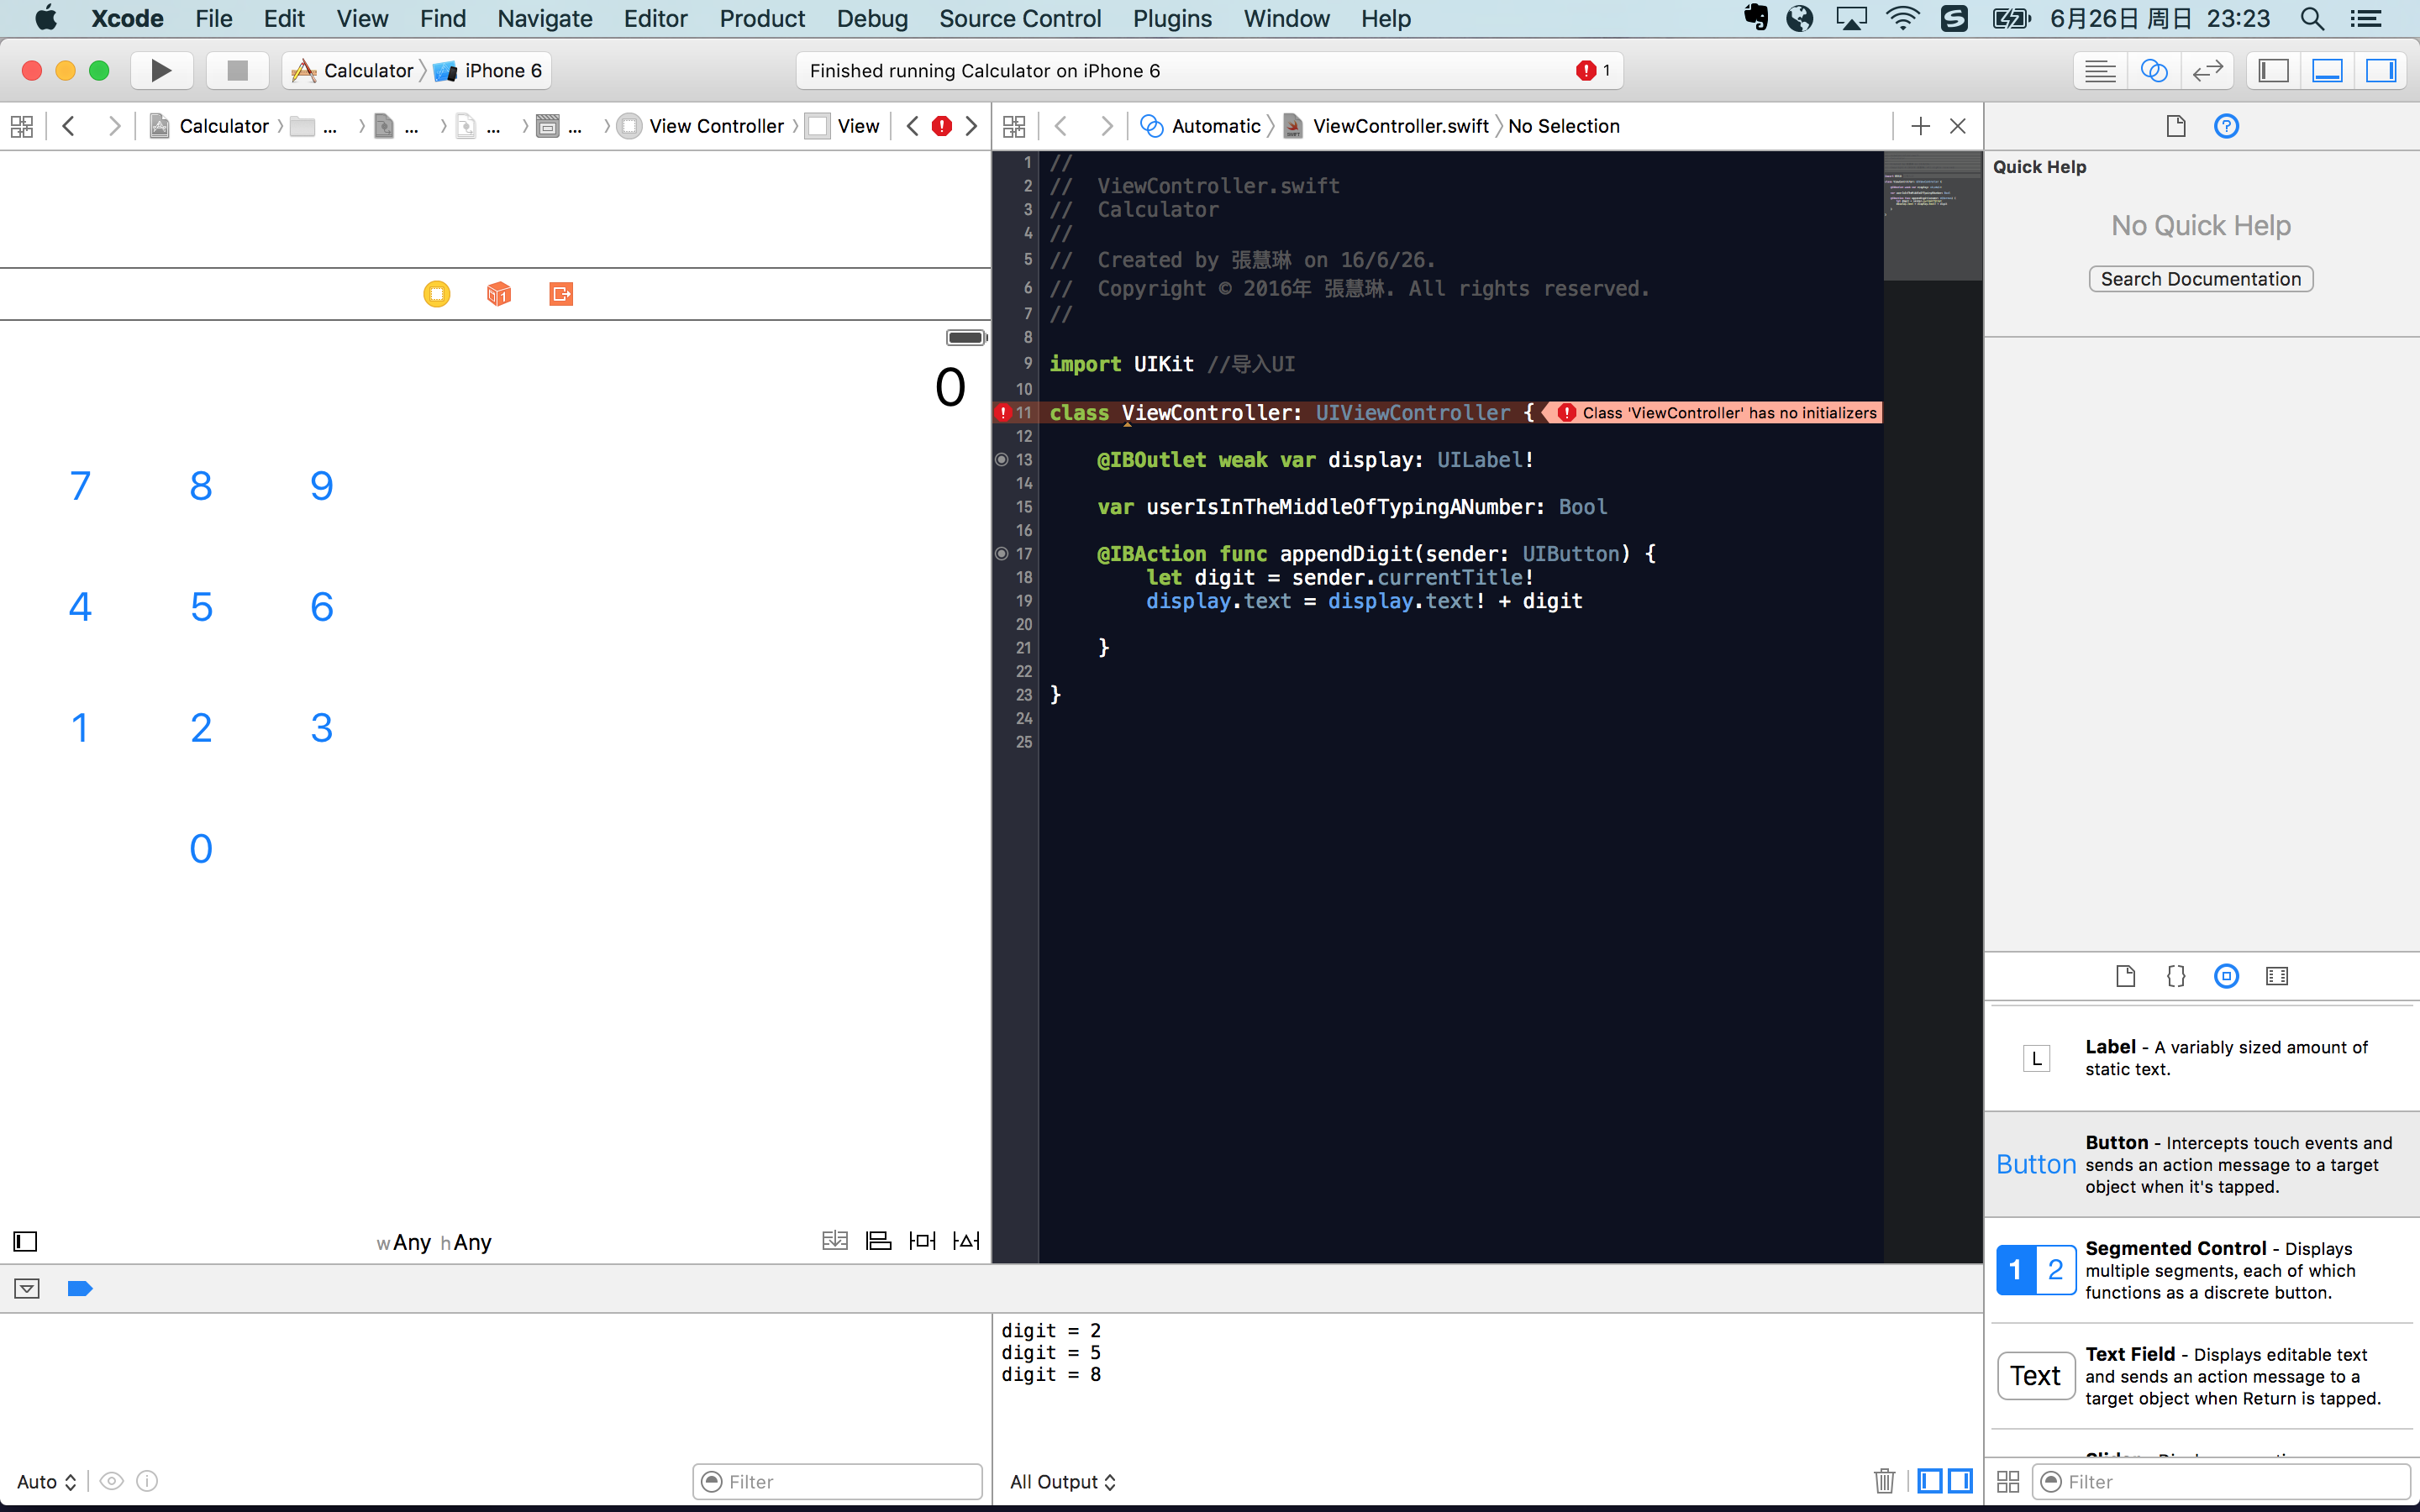 Xcode File Edit View Find Navigate Editor Product Debug Source Control Plugins Window Help 6月26日 周日 23:23
Calculator iPhone 6
Finished running Calculator on iPhone 6
1
Calculator ... ... ... ... View Controller View
Automatic ViewController.swift No Selection
0
7 8 9
4 5 6
1 2 3
0
wAny hAny
1 //
2 //  ViewController.swift
3 //  Calculator
4 //
5 //  Created by 張慧琳 on 16/6/26.
6 //  Copyright © 2016年 張慧琳. All rights reserved.
7 //
8
9 import UIKit //导入UI
10
11 class ViewController: UIViewController { Class 'ViewController' has no initializers
12
13     @IBOutlet weak var display: UILabel!
14
15     var userIsInTheMiddleOfTypingANumber: Bool
16
17     @IBAction func appendDigit(sender: UIButton) {
18         let digit = sender.currentTitle!
19         display.text = display.text! + digit
20
21     }
22
23 }
24
25
Quick Help
No Quick Help
Search Documentation
L
Label - A variably sized amount of
static text.
Button
Button - Intercepts touch events and
sends an action message to a target
object when it's tapped.
1 2
Segmented Control - Displays
multiple segments, each of which
functions as a discrete button.
Text
Text Field - Displays editable text
and sends an action message to a
target object when Return is tapped.
Filter
digit = 2
digit = 5
digit = 8
Auto
Filter
All Output